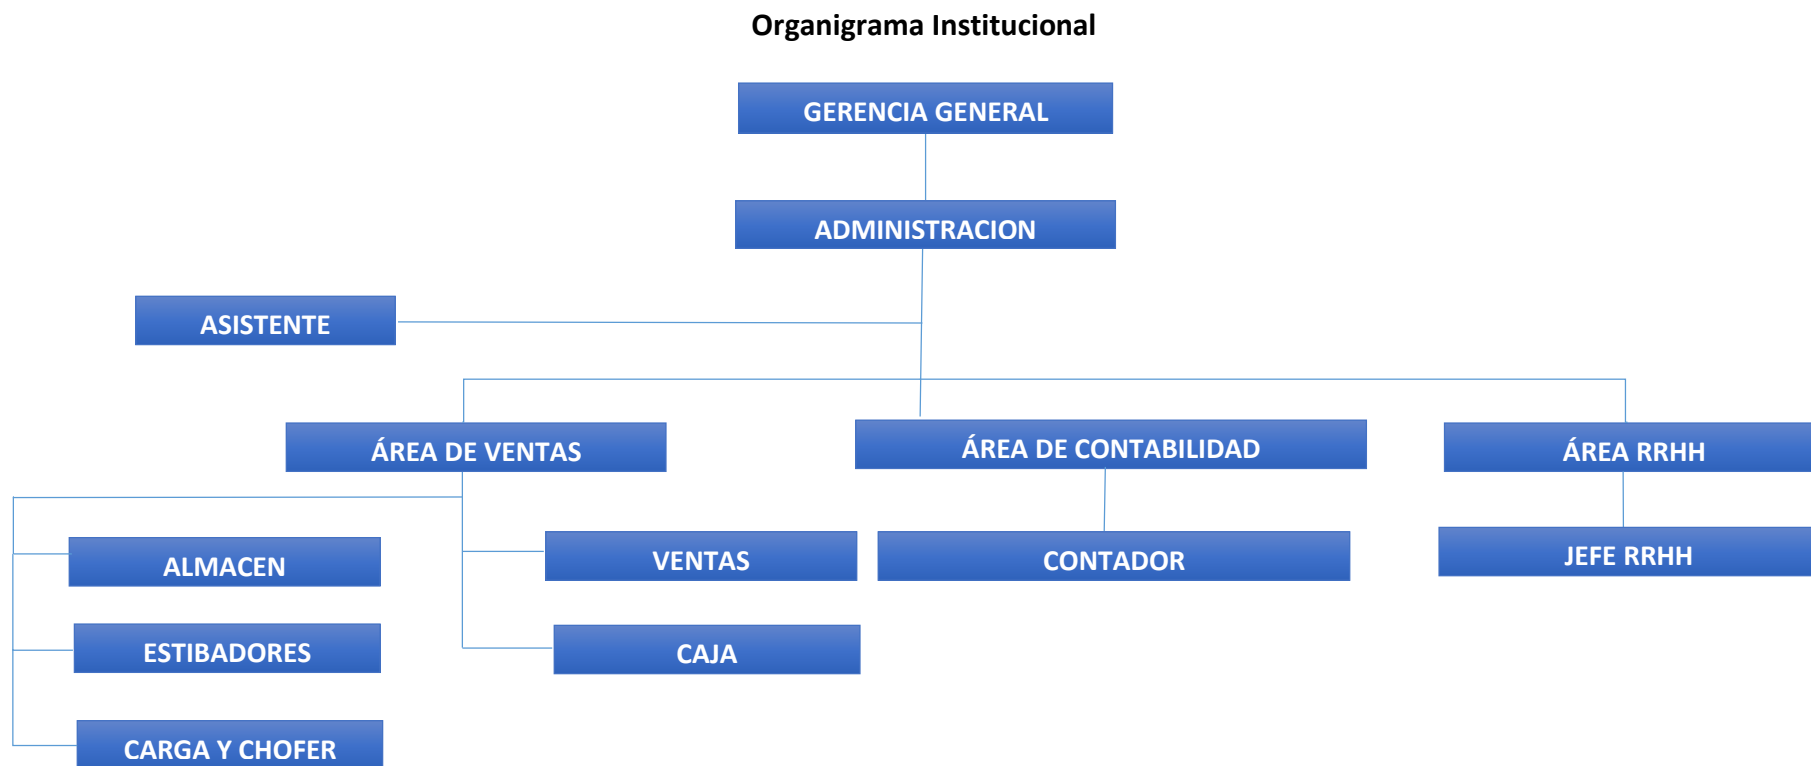 Organigrama Institucional
GERENCIA GENERAL
ADMINISTRACION
ASISTENTE
ÁREA DE VENTAS
ÁREA DE CONTABILIDAD
ÁREA RRHH
ALMACEN
VENTAS
CONTADOR
JEFE RRHH
ESTIBADORES
CAJA
CARGA Y CHOFER